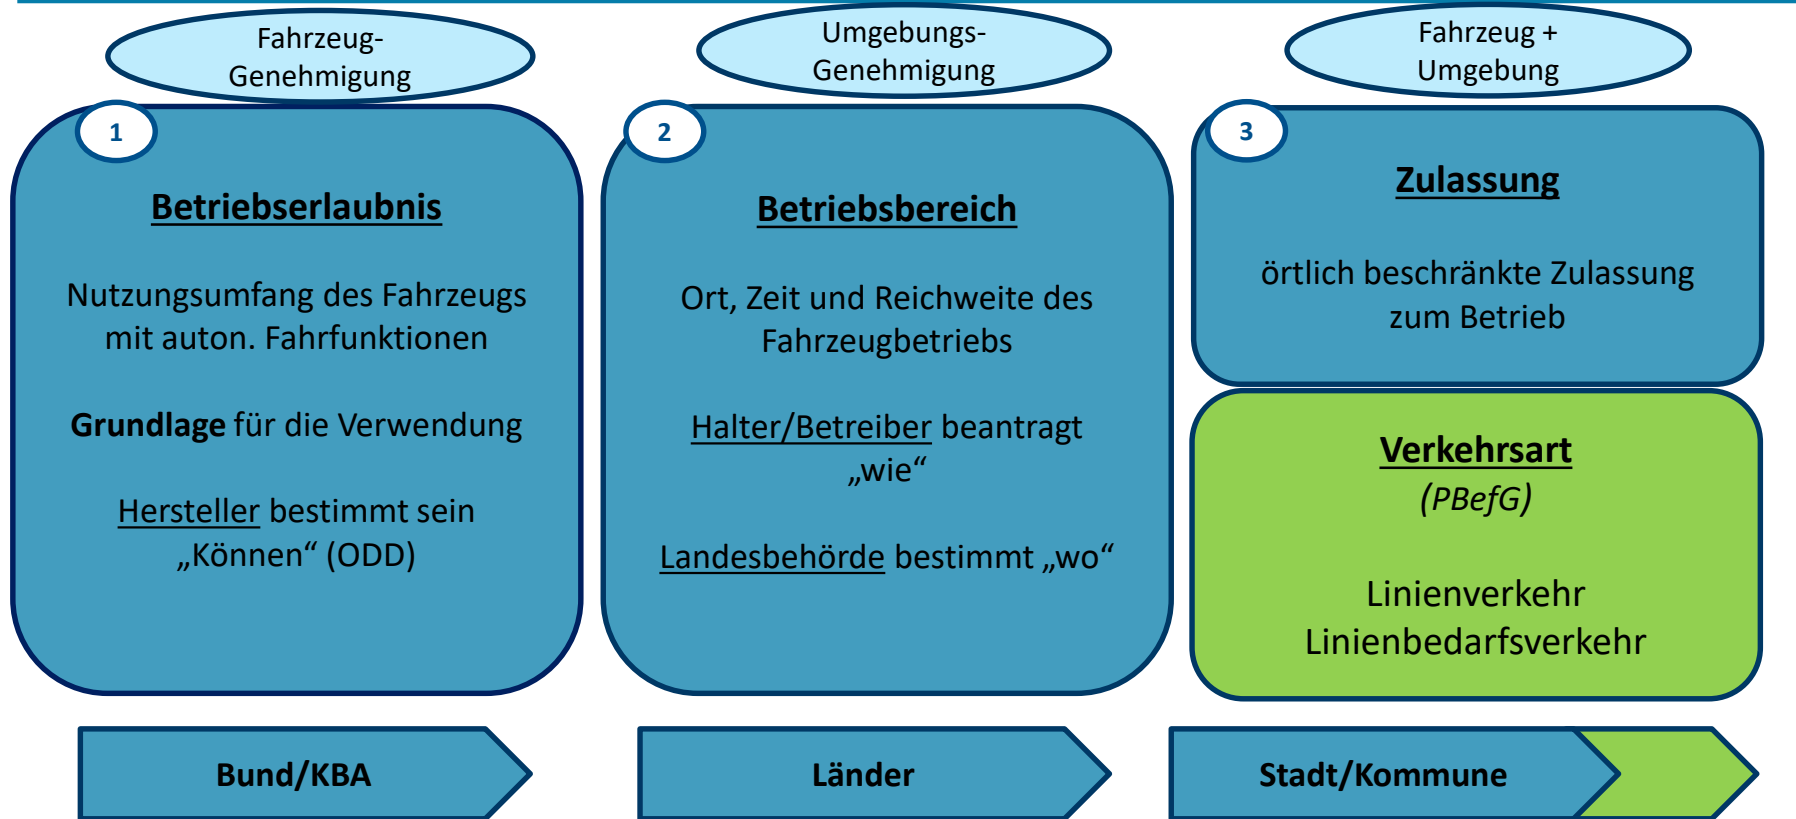 Fahrzeug-
Genehmigung
Umgebungs-
Genehmigung
Fahrzeug +
Umgebung
1
Betriebserlaubnis
Nutzungsumfang des Fahrzeugs
mit auton. Fahrfunktionen
Grundlage für die Verwendung
Hersteller bestimmt sein
„Können“ (ODD)
2
Betriebsbereich
Ort, Zeit und Reichweite des
Fahrzeugbetriebs
Halter/Betreiber beantragt
„wie“
Landesbehörde bestimmt „wo“
3
Zulassung
örtlich beschränkte Zulassung
zum Betrieb
Verkehrsart
(PBefG)
Linienverkehr
Linienbedarfsverkehr
Bund/KBA
Länder
Stadt/Kommune